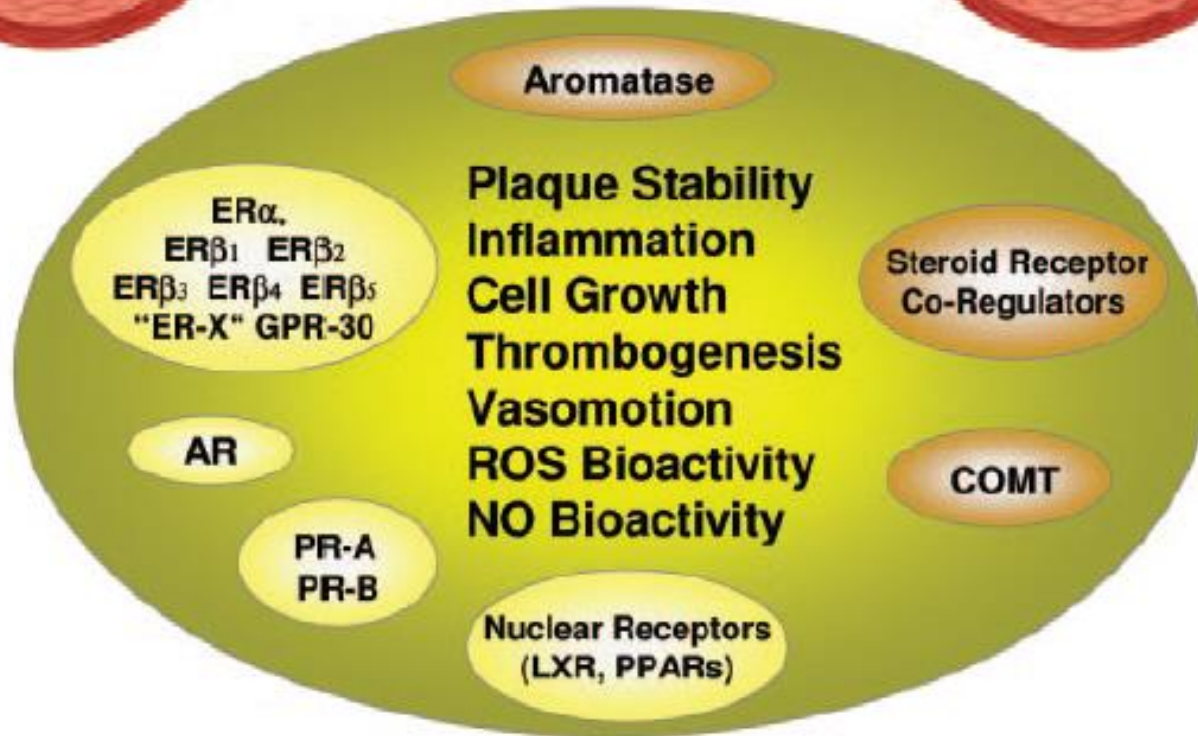 Aromatase
Plaque Stability
Inflammation
Cell Growth
Thrombogenesis
Vasomotion
ROS Bioactivity
NO Bioactivity
ERα,
ERβ1 ERβ2
ERβ3 ERβ4 ERβ5
"ER-X" GPR-30
Steroid Receptor
Co-Regulators
AR
COMT
PR-A
PR-B
Nuclear Receptors
(LXR, PPARs)